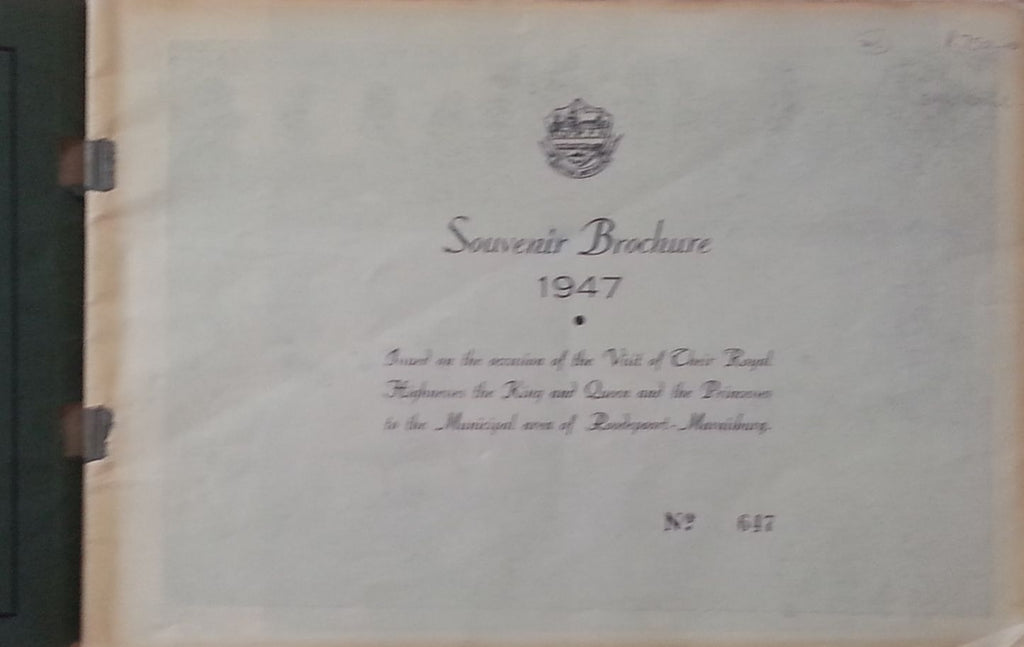 Souvenir Brochure
1947
Issued on the occasion of the Visit of Their Royal
Highnesses the King and Queen and the Princesses
to the Municipal area of Roodepoort-Maraisburg.
Nº 647